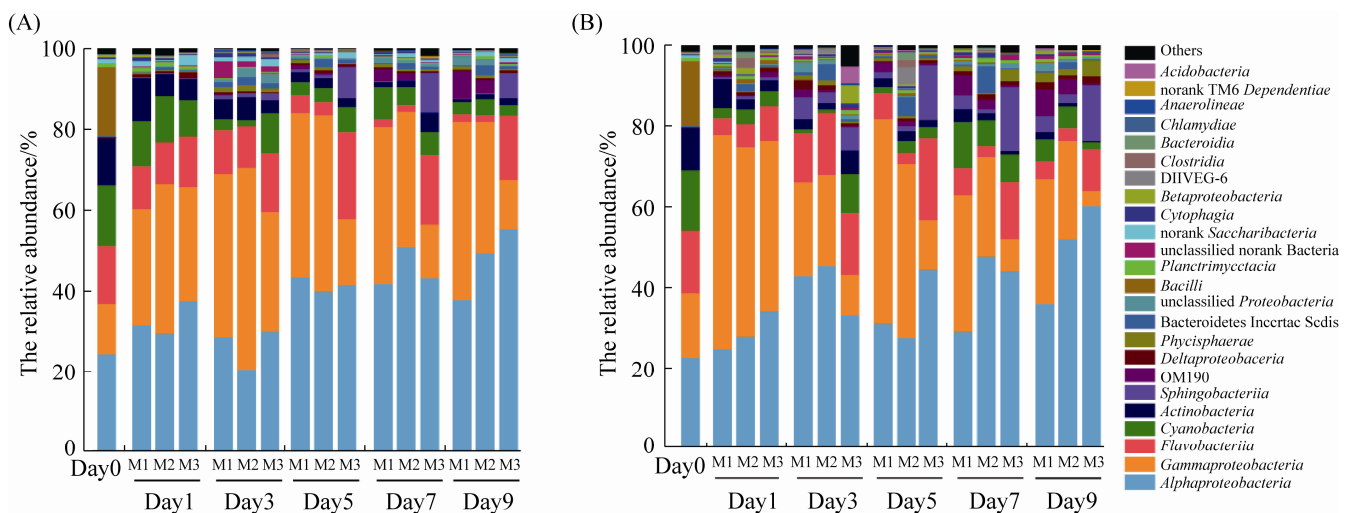 (A)
The relative abundance/%
100
80
60
40
20
0
Day0
M1 M2 M3
M1 M2 M3
M1 M2 M3
M1 M2 M3
M1 M2 M3
Day1
Day3
Day5
Day7
Day9
(B)
The relative abundance/%
100
80
60
40
20
0
Day0
M1 M2 M3
M1 M2 M3
M1 M2 M3
M1 M2 M3
M1 M2 M3
Day1
Day3
Day5
Day7
Day9
Others
Acidobacteria
norank TM6 Dependentiae
Anaerolineae
Chlamydiae
Bacteroidia
Clostridia
DIIVEG-6
Betaproteobacteria
Cytophagia
norank Saccharibacteria
unclassilied norank Bacteria
Planctrimycctacia
Bacilli
unclassilied Proteobacteria
Bacteroidetes Inccrtac Scdis
Phycisphaerae
Deltaproteobaceria
OM190
Sphingobacteriia
Actinobacteria
Cyanobacteria
Flavobacteriia
Gammaproteobacteria
Alphaproteobacteria